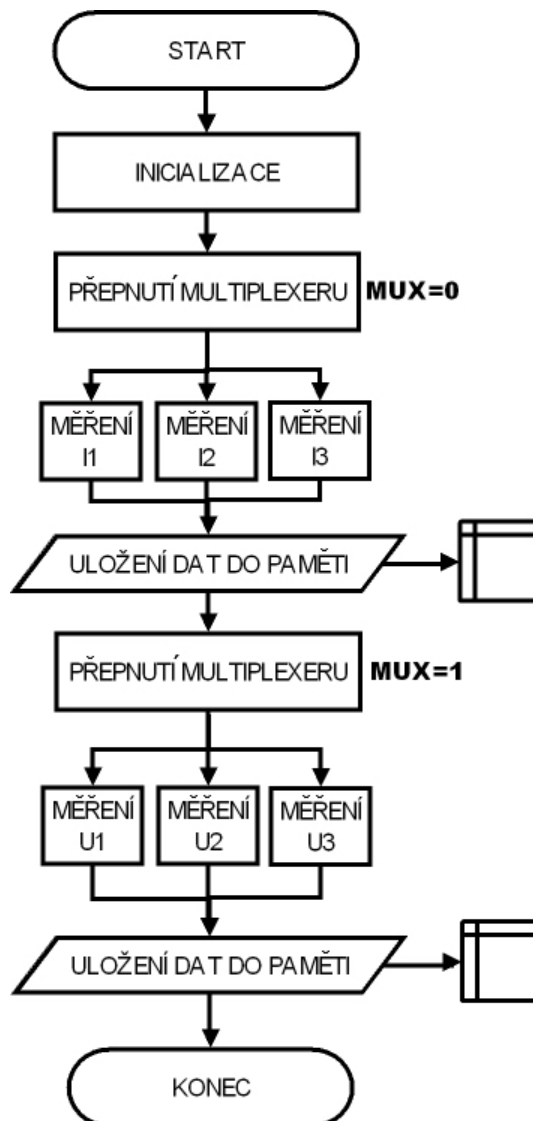 START
INICIALIZACE
PŘEPNUTÍ MULTIPLEXERU MUX=0
MĚŘENÍ I1
MĚŘENÍ I2
MĚŘENÍ I3
ULOŽENÍ DAT DO PAMĚTI
PŘEPNUTÍ MULTIPLEXERU MUX=1
MĚŘENÍ U1
MĚŘENÍ U2
MĚŘENÍ U3
ULOŽENÍ DAT DO PAMĚTI
KONEC